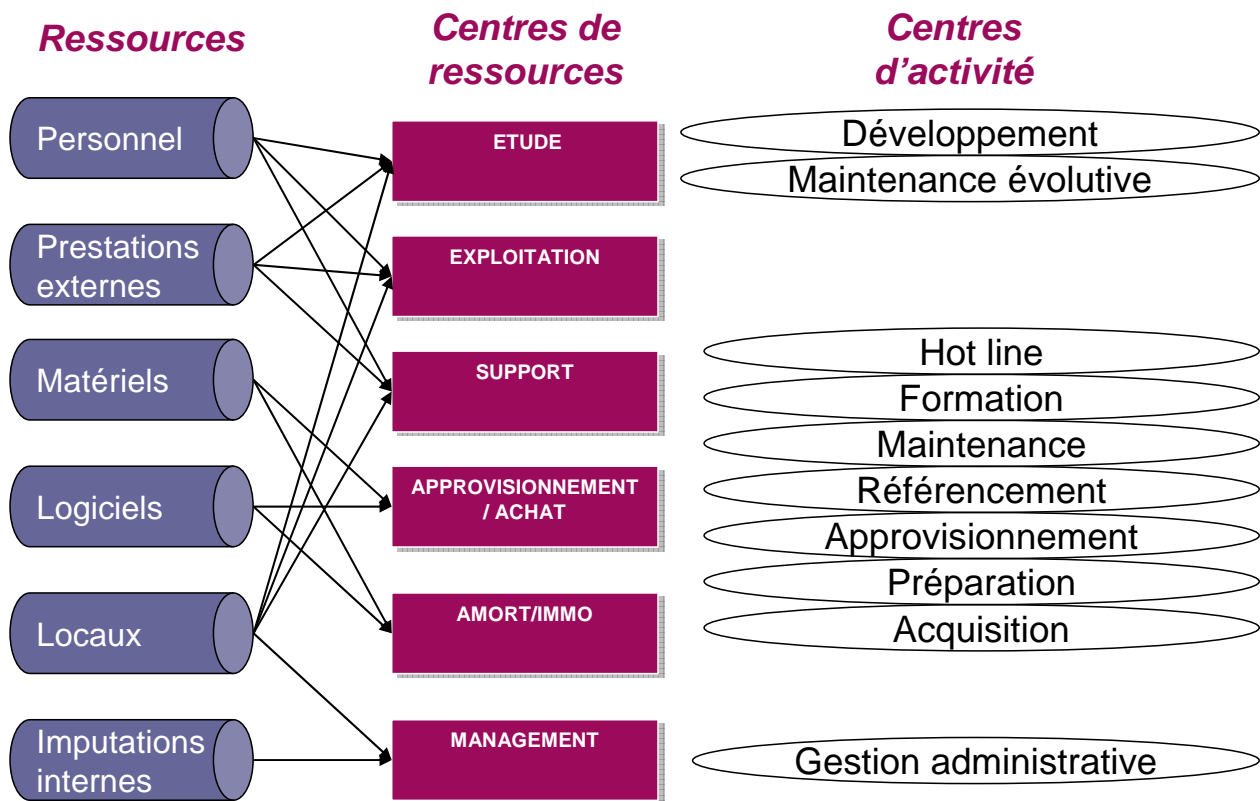 Ressources
Centres de
ressources
Centres
d’activité
Personnel
Prestations
externes
Matériels
Logiciels
Locaux
Imputations
internes
ETUDE
EXPLOITATION
SUPPORT
APPROVISIONNEMENT
/ ACHAT
AMORT/IMMO
MANAGEMENT
Développement
Maintenance évolutive
Hot line
Formation
Maintenance
Référencement
Approvisionnement
Préparation
Acquisition
Gestion administrative